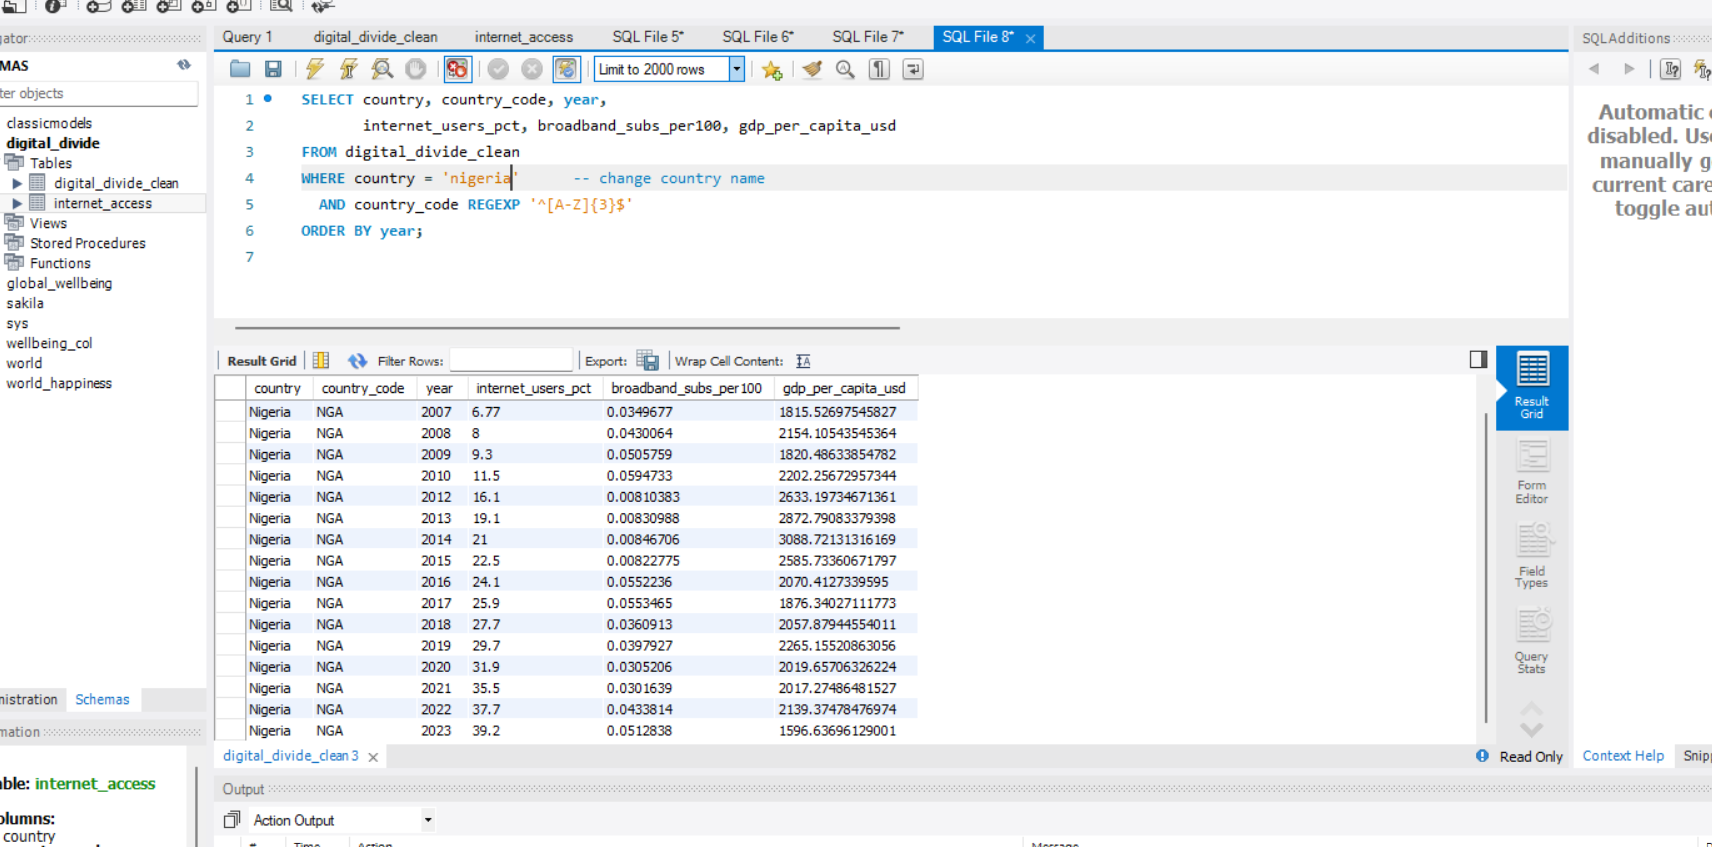 Query 1 digital_divide_clean internet_access SQL File 5* SQL File 6* SQL File 7* SQL File 8*
SQLAdditions
MAS
Limit to 2000 rows
ter objects
classicmodels
digital_divide
Tables
digital_divide_clean
internet_access
Views
Stored Procedures
Functions
global_wellbeing
sakila
sys
wellbeing_col
world
world_happiness
1 SELECT country, country_code, year,
2 internet_users_pct, broadband_subs_per100, gdp_per_capita_usd
3 FROM digital_divide_clean
4 WHERE country = 'nigeria' -- change country name
5 AND country_code REGEXP '^[A-Z]{3}$'
6 ORDER BY year;
7
Automatic
disabled. Us
manually g
current care
toggle aut
Result Grid Filter Rows: Export: Wrap Cell Content:
country country_code year internet_users_pct broadband_subs_per100 gdp_per_capita_usd
Nigeria NGA 2007 6.77 0.0349677 1815.52697545827
Nigeria NGA 2008 8 0.0430064 2154.10543545364
Nigeria NGA 2009 9.3 0.0505759 1820.48633854782
Nigeria NGA 2010 11.5 0.0594733 2202.25672957344
Nigeria NGA 2012 16.1 0.00810383 2633.19734671361
Nigeria NGA 2013 19.1 0.00830988 2872.79083379398
Nigeria NGA 2014 21 0.00846706 3088.72131316169
Nigeria NGA 2015 22.5 0.00822775 2585.73360671797
Nigeria NGA 2016 24.1 0.0552236 2070.4127339595
Nigeria NGA 2017 25.9 0.0553465 1876.34027111773
Nigeria NGA 2018 27.7 0.0360913 2057.87944554011
Nigeria NGA 2019 29.7 0.0397927 2265.15520863056
Nigeria NGA 2020 31.9 0.0305206 2019.65706326224
Nigeria NGA 2021 35.5 0.0301639 2017.27486481527
Nigeria NGA 2022 37.7 0.0433814 2139.37478476974
Nigeria NGA 2023 39.2 0.0512838 1596.63696129001
Result
Grid
Form
Editor
Field
Types
Query
Stats
nistration Schemas
mation
digital_divide_clean 3
Read Only
Context Help Snipp
ble: internet_access
olumns:
country
Output
Action Output
# Time Action Message